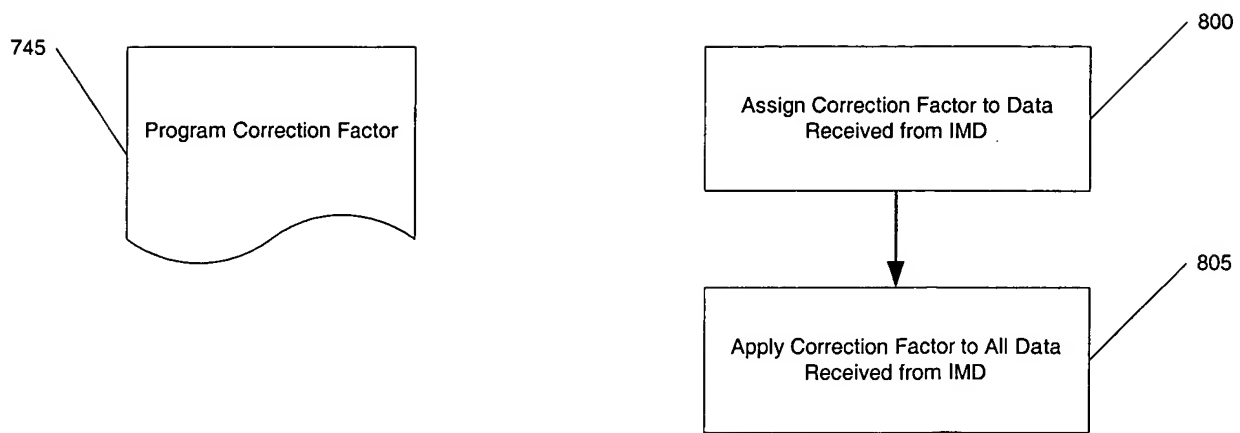 745
Program Correction Factor
800
Assign Correction Factor to Data
Received from IMD
805
Apply Correction Factor to All Data
Received from IMD